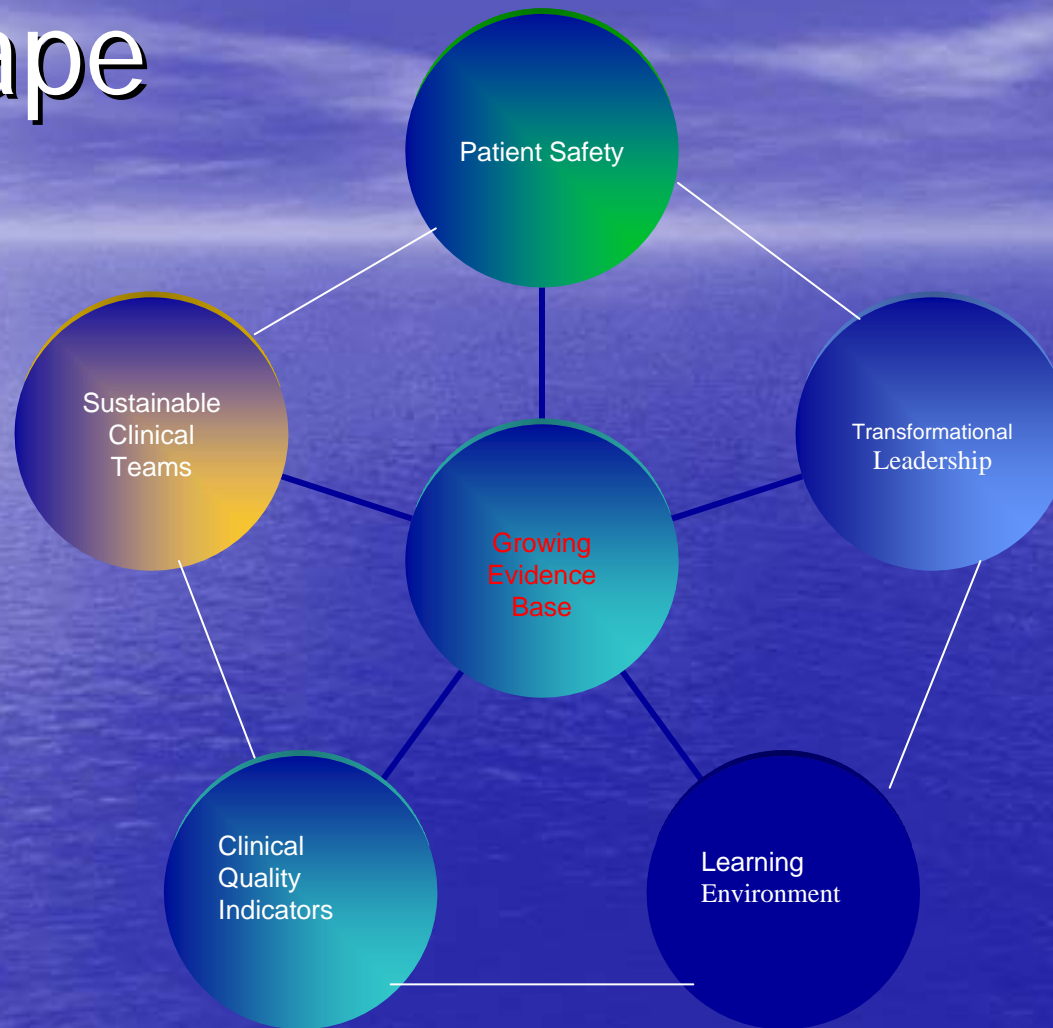 ape
Patient Safety
Sustainable
Clinical
Teams
Transformational
Leadership
Growing
Evidence
Base
Clinical
Quality
Indicators
Learning
Environment